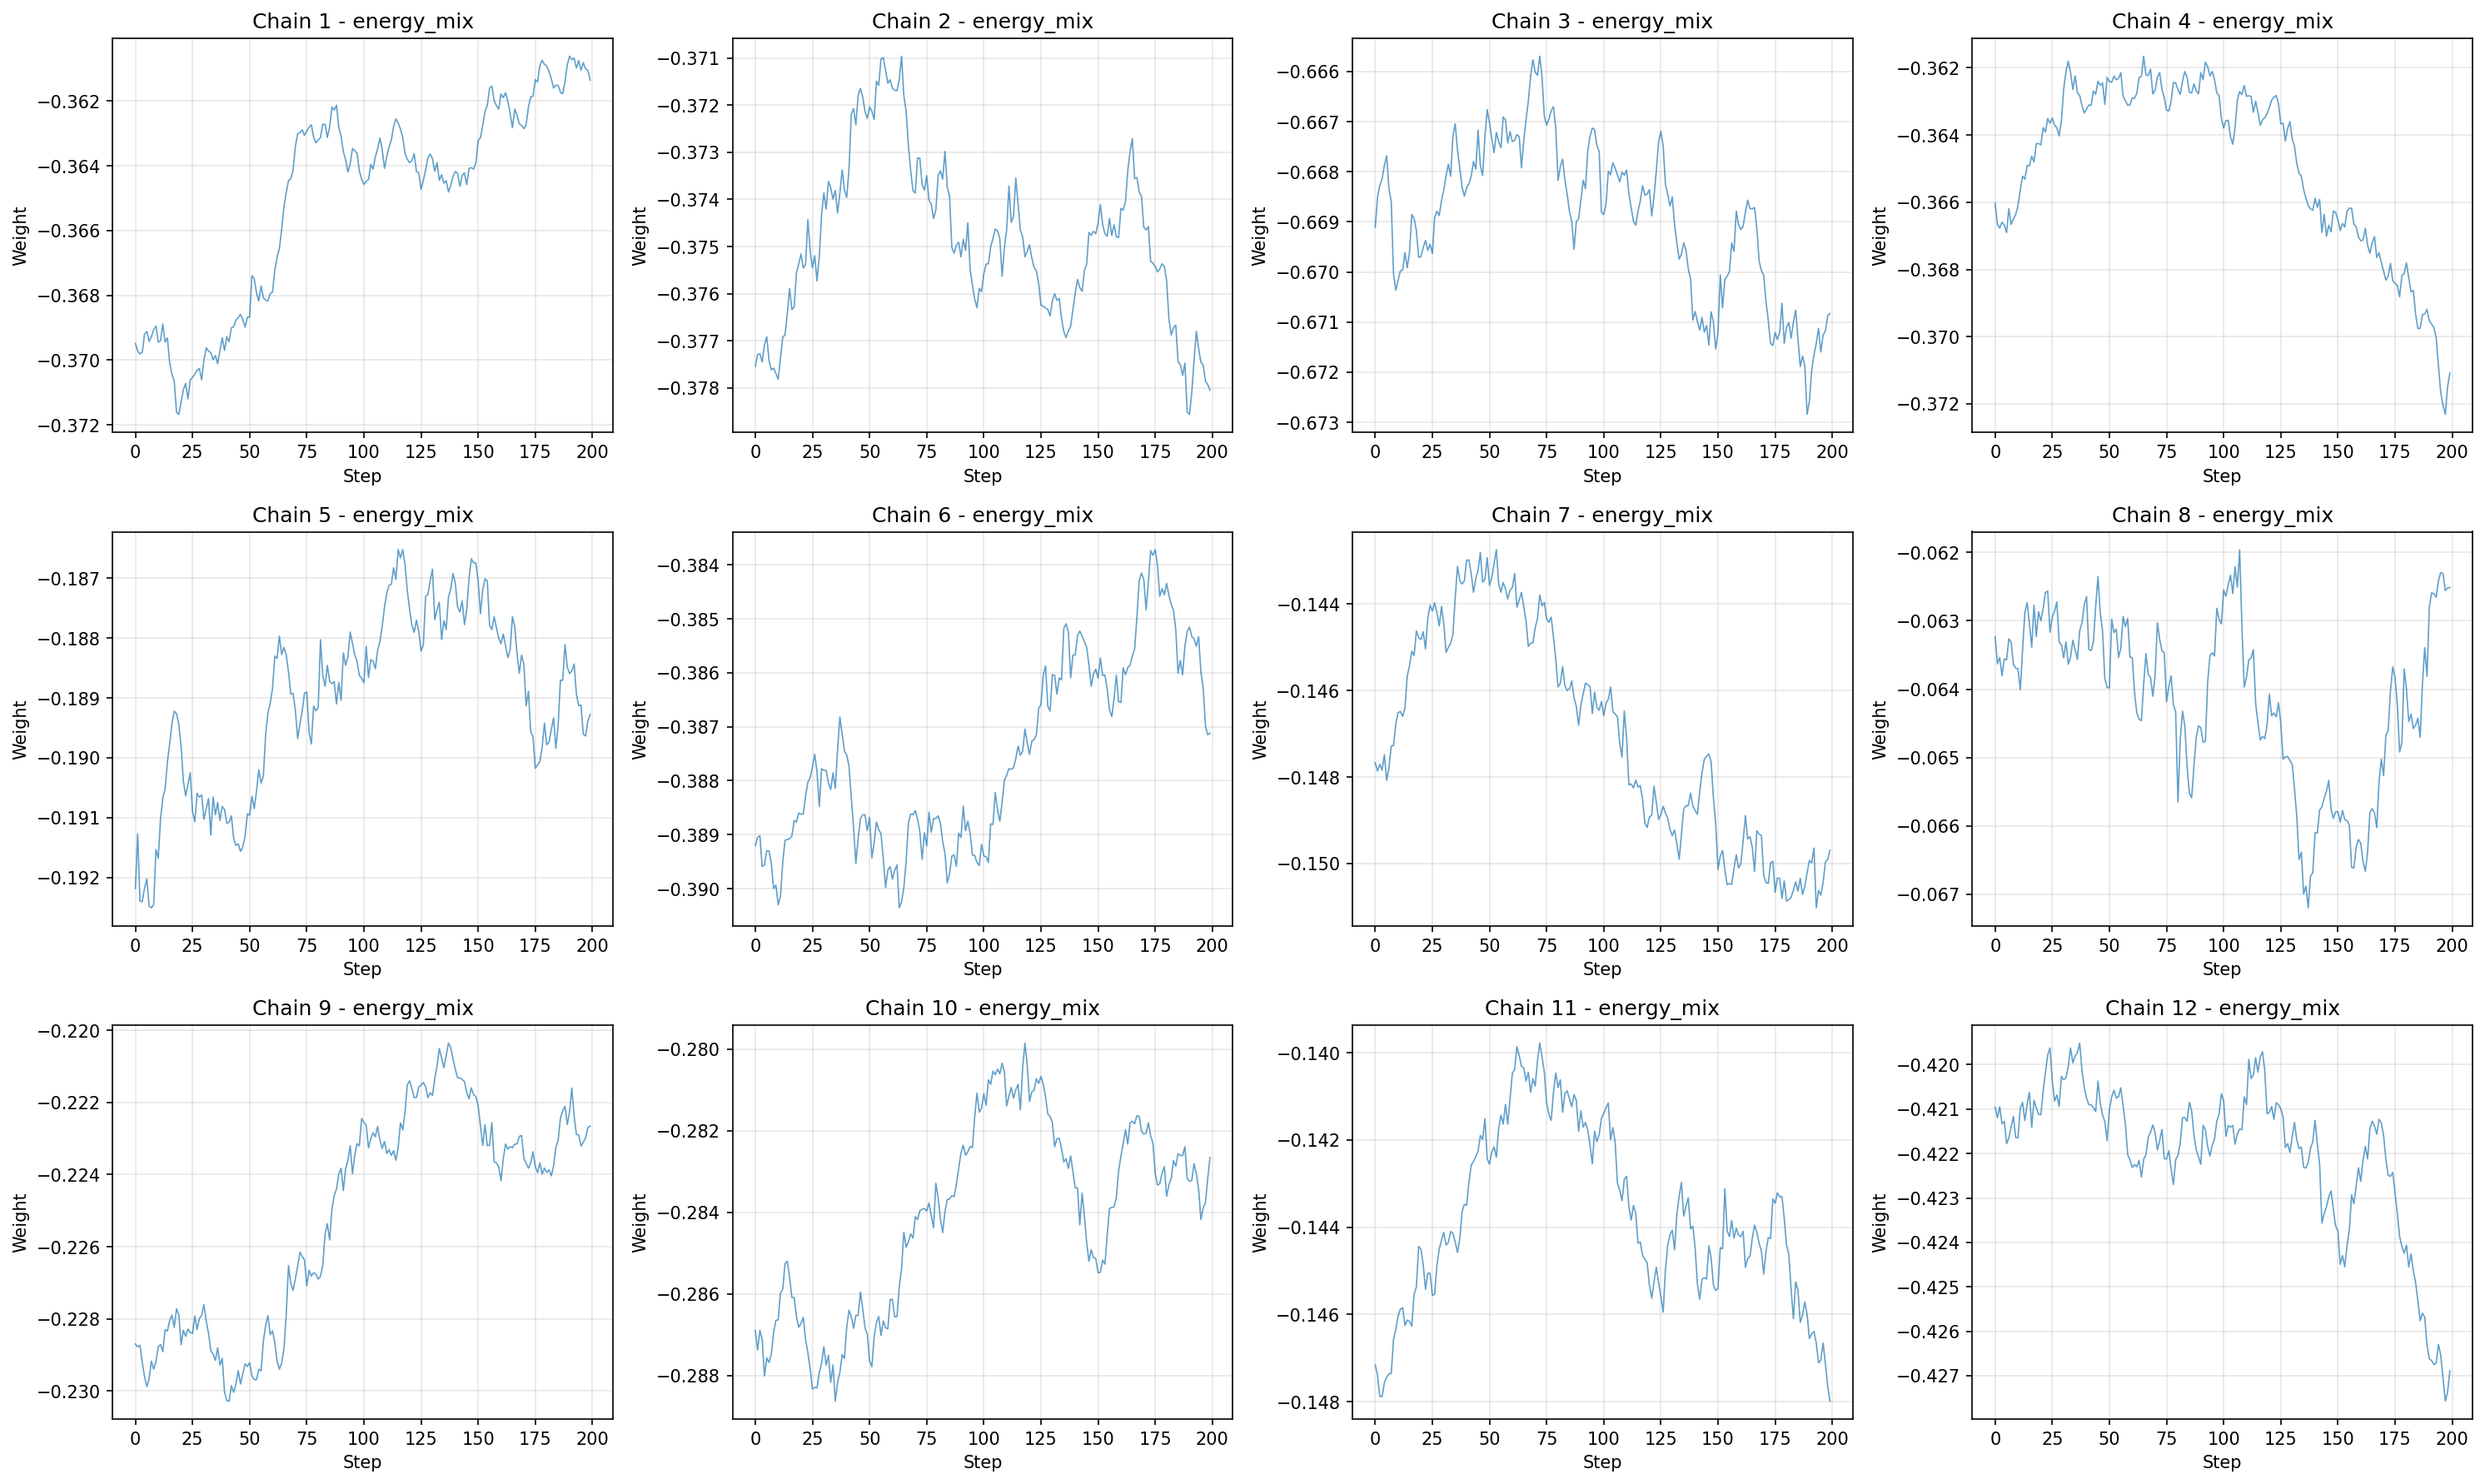 Chain 1 - energy_mix
Weight
−0.362
−0.364
−0.366
−0.368
−0.370
−0.372
0 25 50 75 100 125 150 175 200
Step
Chain 2 - energy_mix
Weight
−0.371
−0.372
−0.373
−0.374
−0.375
−0.376
−0.377
−0.378
0 25 50 75 100 125 150 175 200
Step
Chain 3 - energy_mix
Weight
−0.666
−0.667
−0.668
−0.669
−0.670
−0.671
−0.672
−0.673
0 25 50 75 100 125 150 175 200
Step
Chain 4 - energy_mix
Weight
−0.362
−0.364
−0.366
−0.368
−0.370
−0.372
0 25 50 75 100 125 150 175 200
Step
Chain 5 - energy_mix
Weight
−0.187
−0.188
−0.189
−0.190
−0.191
−0.192
0 25 50 75 100 125 150 175 200
Step
Chain 6 - energy_mix
Weight
−0.384
−0.385
−0.386
−0.387
−0.388
−0.389
−0.390
0 25 50 75 100 125 150 175 200
Step
Chain 7 - energy_mix
Weight
−0.144
−0.146
−0.148
−0.150
0 25 50 75 100 125 150 175 200
Step
Chain 8 - energy_mix
Weight
−0.062
−0.063
−0.064
−0.065
−0.066
−0.067
0 25 50 75 100 125 150 175 200
Step
Chain 9 - energy_mix
Weight
−0.220
−0.222
−0.224
−0.226
−0.228
−0.230
0 25 50 75 100 125 150 175 200
Step
Chain 10 - energy_mix
Weight
−0.280
−0.282
−0.284
−0.286
−0.288
0 25 50 75 100 125 150 175 200
Step
Chain 11 - energy_mix
Weight
−0.140
−0.142
−0.144
−0.146
−0.148
0 25 50 75 100 125 150 175 200
Step
Chain 12 - energy_mix
Weight
−0.420
−0.421
−0.422
−0.423
−0.424
−0.425
−0.426
−0.427
0 25 50 75 100 125 150 175 200
Step